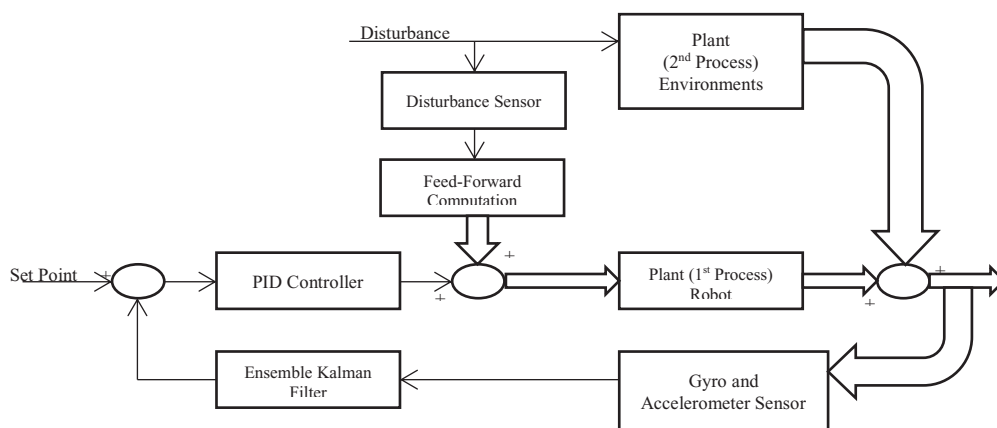 Disturbance
Plant
(2nd Process)
Environments
Disturbance Sensor
Feed-Forward
Computation
+
Set Point
+
PID Controller
+
Plant (1st Process)
Robot
+
+
Ensemble Kalman
Filter
Gyro and
Accelerometer Sensor